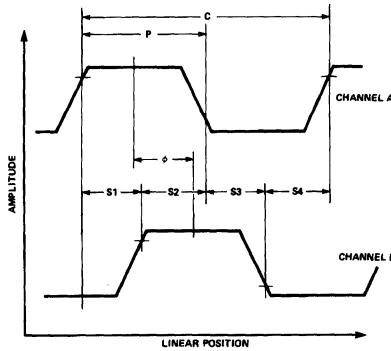 C
P
CHANNEL A
ϕ
S1 S2 S3 S4
AMPLITUDE
CHANNEL
LINEAR POSITION